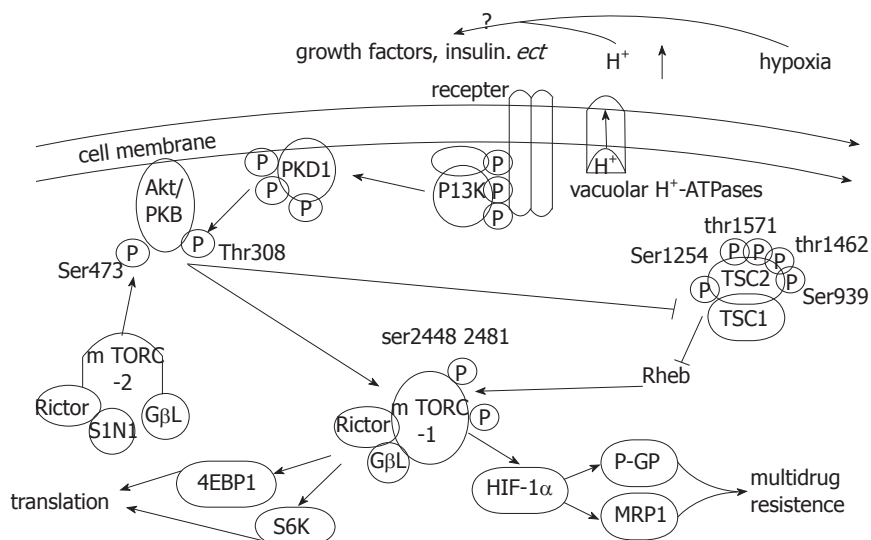 ?
growth factors, insulin. ect
H+
hypoxia
recepter
cell membrane
P
PKD1
P
P
P13K
P
P
P
H+
vacuolar H+-ATPases
Akt/
PKB
P
P
Ser473
Thr308
thr1571
Ser1254
thr1462
P
P
P
P
P
TSC2
Ser939
TSC1
ser2448 2481
m TORC
-2
Rictor
S1N1
GβL
P
Rheb
m TORC
-1
P
Rictor
GβL
4EBP1
S6K
translation
HIF-1α
P-GP
MRP1
multidrug
resistence